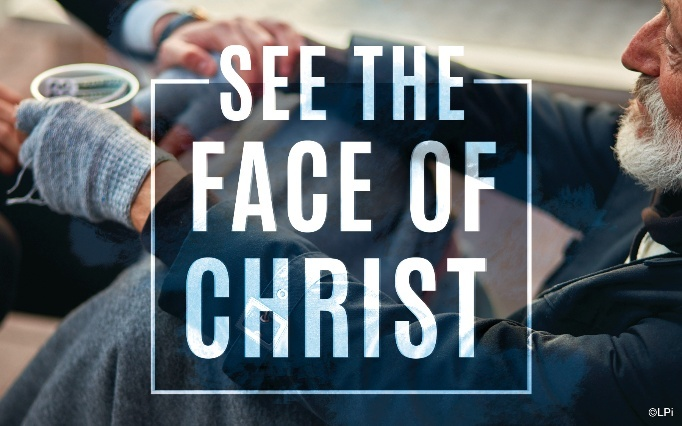 SEE THE
FACE OF
CHRIST
©LPi